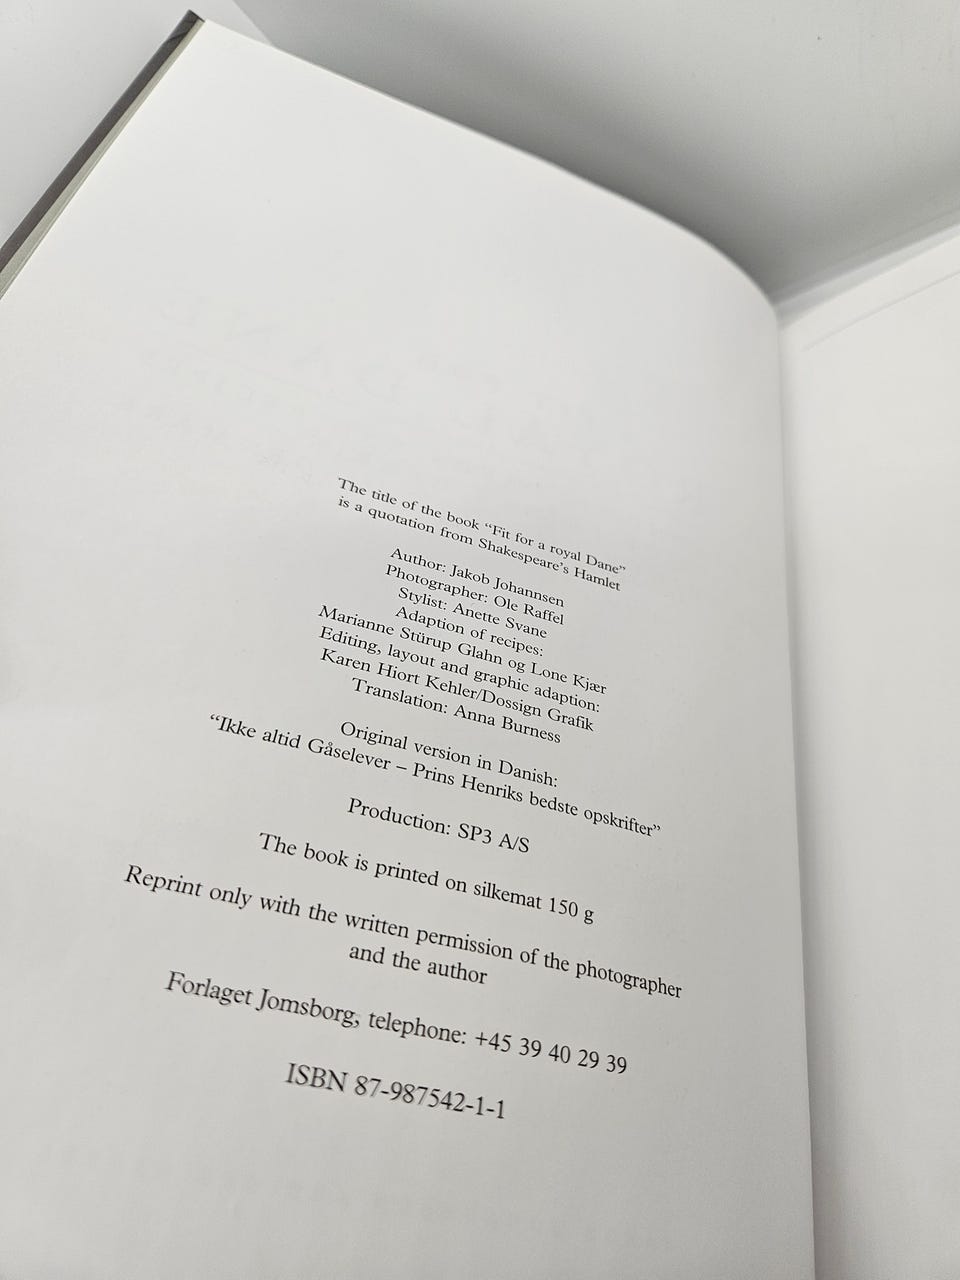 The title of the book “Fit for a royal Dane”
is a quotation from Shakespeare’s Hamlet
Author: Jakob Johannsen
Photographer: Ole Raffel
Stylist: Anette Svane
Adaption of recipes:
Marianne Stürup Glahn og Lone Kjær
Editing, layout and graphic adaption:
Karen Hiort Kehler/Dossign Grafik
Translation: Anna Burness
Original version in Danish:
“Ikke altid Gåselever – Prins Henriks bedste opskrifter”
Production: SP3 A/S
The book is printed on silkemat 150 g
Reprint only with the written permission of the photographer
and the author
Forlaget Jomsborg, telephone: +45 39 40 29 39
ISBN 87-987542-1-1